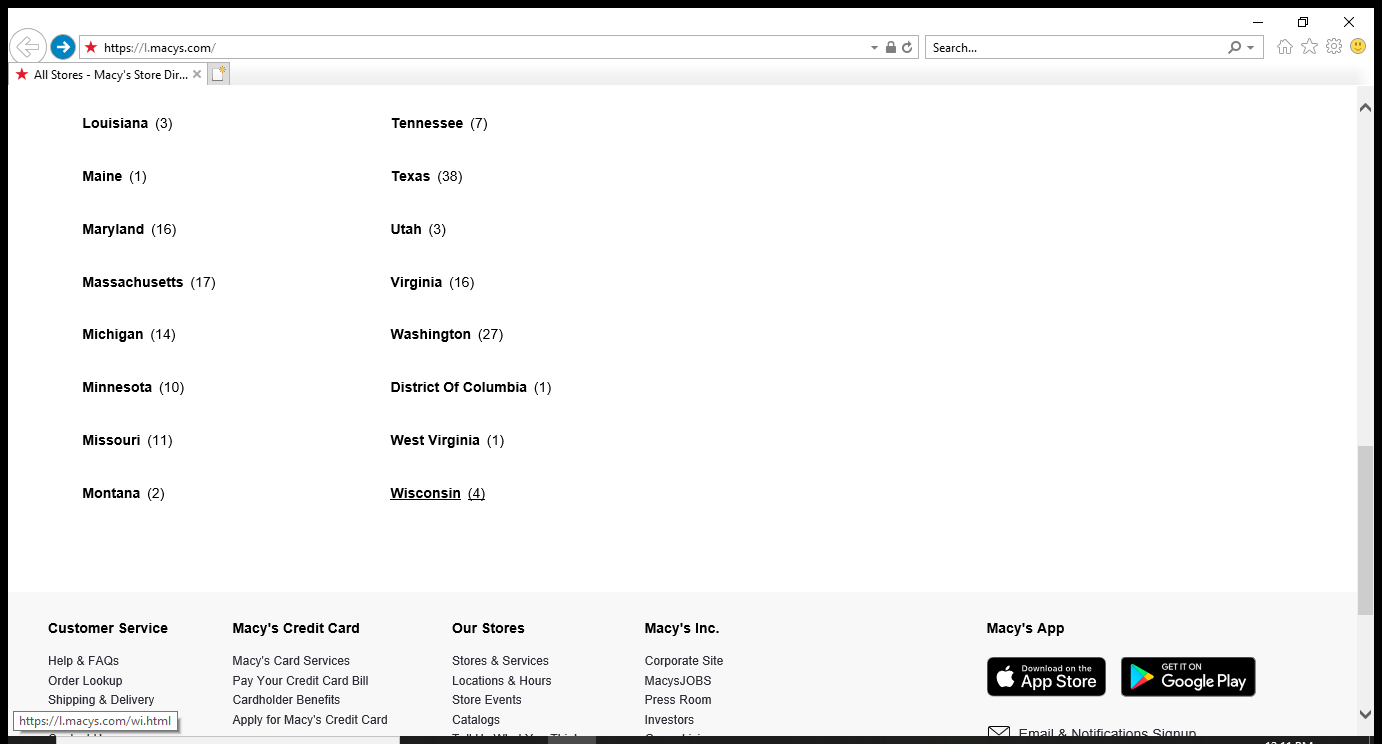 https://l.macys.com/
Search...
All Stores - Macy's Store Dir...
Louisiana (3)
Tennessee (7)
Maine (1)
Texas (38)
Maryland (16)
Utah (3)
Massachusetts (17)
Virginia (16)
Michigan (14)
Washington (27)
Minnesota (10)
District Of Columbia (1)
Missouri (11)
West Virginia (1)
Montana (2)
Wisconsin (4)
Customer Service
Help & FAQs
Order Lookup
Shipping & Delivery
Macy's Credit Card
Macy's Card Services
Pay Your Credit Card Bill
Cardholder Benefits
Apply for Macy's Credit Card
Our Stores
Stores & Services
Locations & Hours
Store Events
Catalogs
Tell Us What You Think
Macy's Inc.
Corporate Site
MacysJOBS
Press Room
Investors
Macy's App
Download on the
App Store
GET IT ON
Google Play
Email & Notifications Signup
https://l.macys.com/wi.html